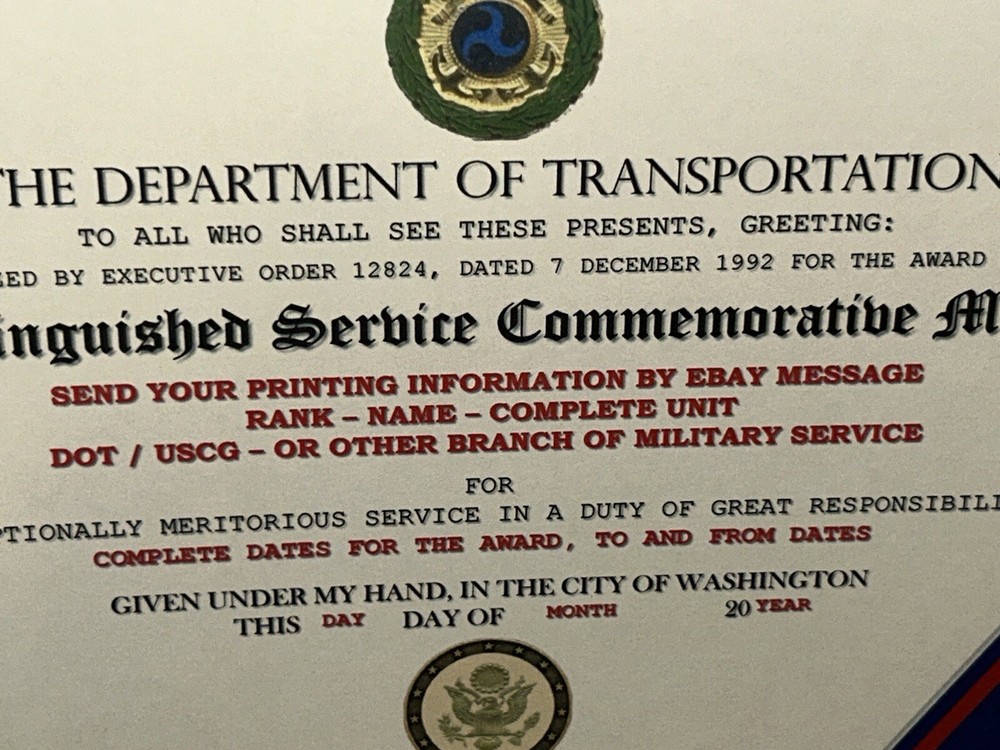 THE DEPARTMENT OF TRANSPORTATION
TO ALL WHO SHALL SEE THESE PRESENTS, GREETING:
BY EXECUTIVE ORDER 12824, DATED 7 DECEMBER 1992 FOR THE AWARD
Service Commemorative
SEND YOUR PRINTING INFORMATION BY EBAY MESSAGE
RANK – NAME – COMPLETE UNIT
DOT / USCG – OR OTHER BRANCH OF MILITARY SERVICE
FOR
MERITORIOUS SERVICE IN A DUTY OF GREAT
COMPLETE DATES FOR THE AWARD, TO AND FROM DATES
GIVEN UNDER MY HAND, IN THE CITY OF WASHINGTON
THIS DAY DAY OF MONTH 20 YEAR